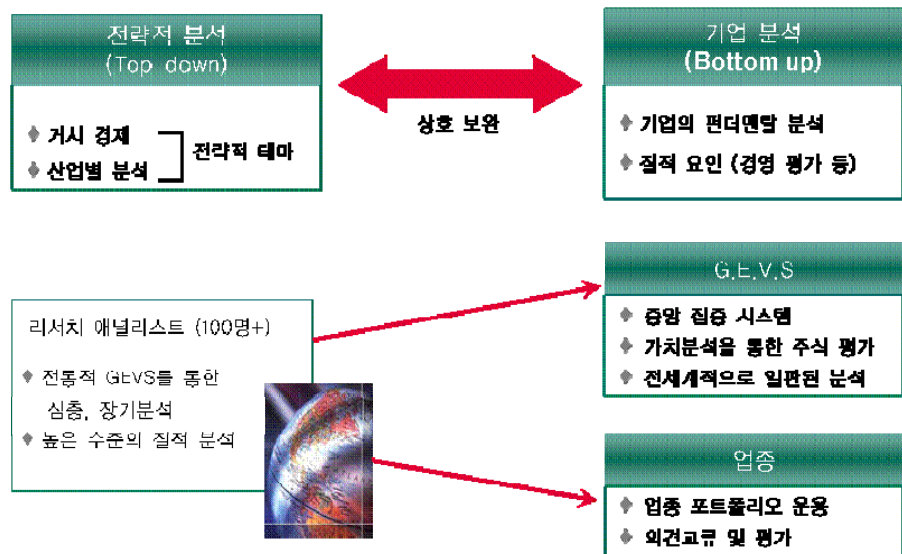 전략적 분석
(Top down)
거시 경제
산업별 분석
전략적 테마
상호 보완
기업 분석
(Bottom up)
기업의 펀더멘탈 분석
질적 요인 (경영 평가 등)
리서치 애널리스트 (100명+)
전통적 GEVS를 통한
심층, 장기분석
높은 수준의 질적 분석
G.E.V.S
중앙 집중 시스템
가치분석을 통한 주식 평가
전세계적으로 일관된 분석
업종
업종 포트폴리오 운용
의견교류 및 평가